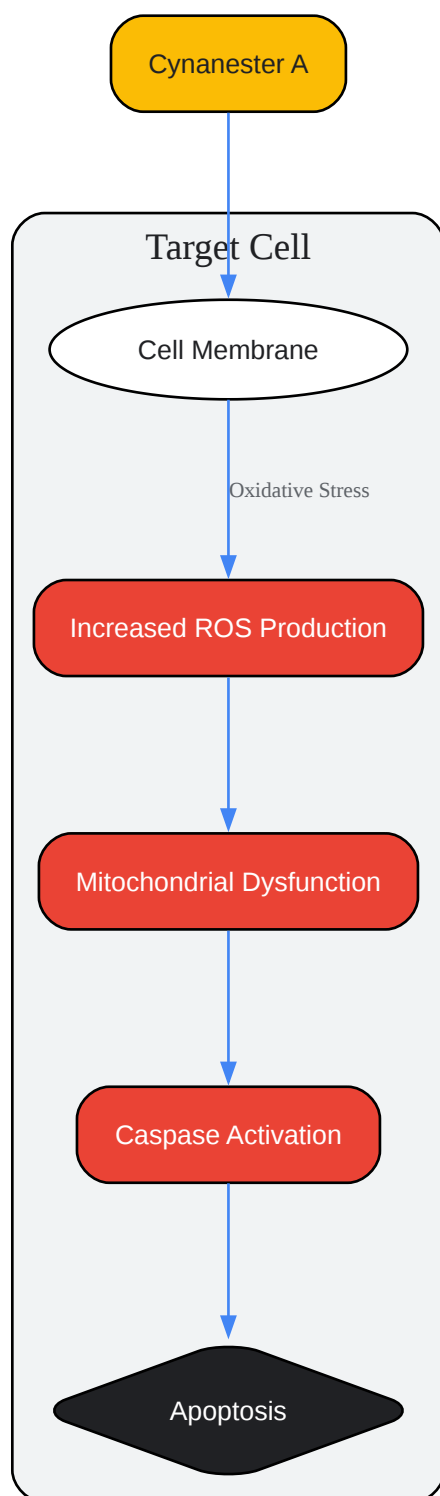 Cynanester A
Target Cell
Cell Membrane
Oxidative Stress
Increased ROS Production
Mitochondrial Dysfunction
Caspase Activation
Apoptosis